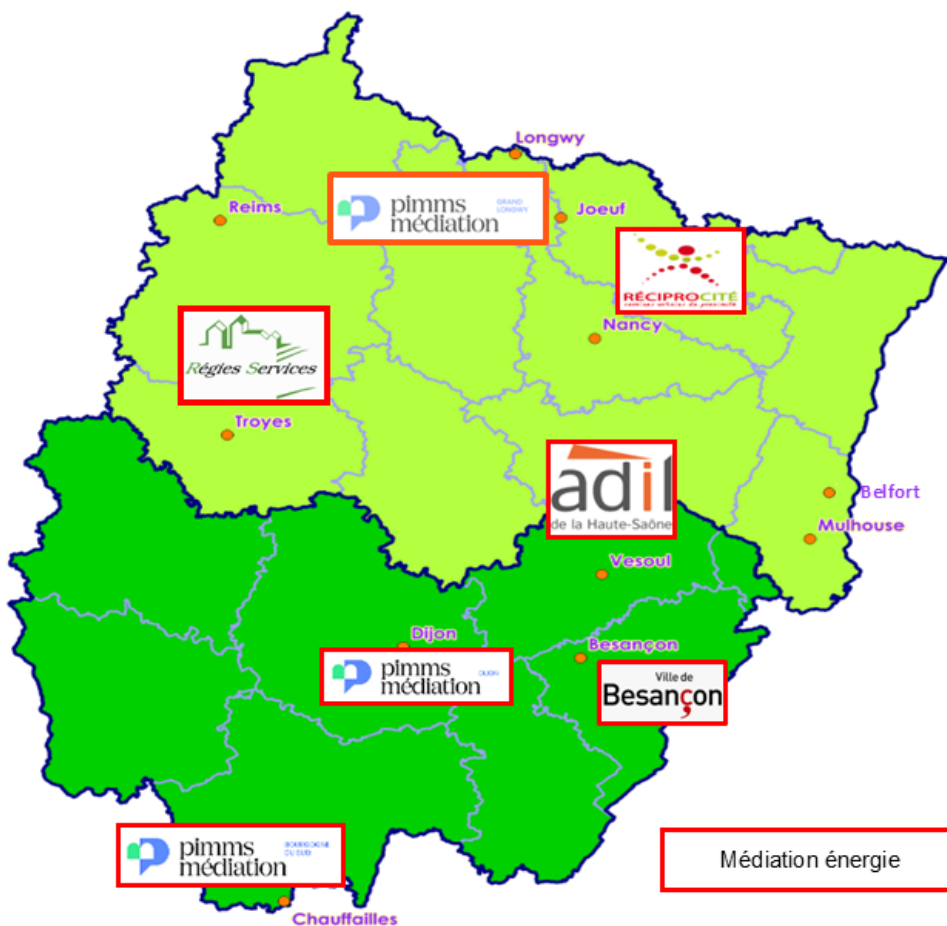 Longwy
Reims
pimms
médiation
GRAND
LONGWY
Joeuf
RÉCIPROCITÉ
Nancy
Régies Services
Troyes
adil
de la Haute-Saône
Belfort
Mulhouse
Vesoul
Dijon
Besançon
pimms
médiation
DIJON
Ville de
Besançon
pimms
médiation
BOURGOGNE
DU SUD
Médiation énergie
Chauffailles